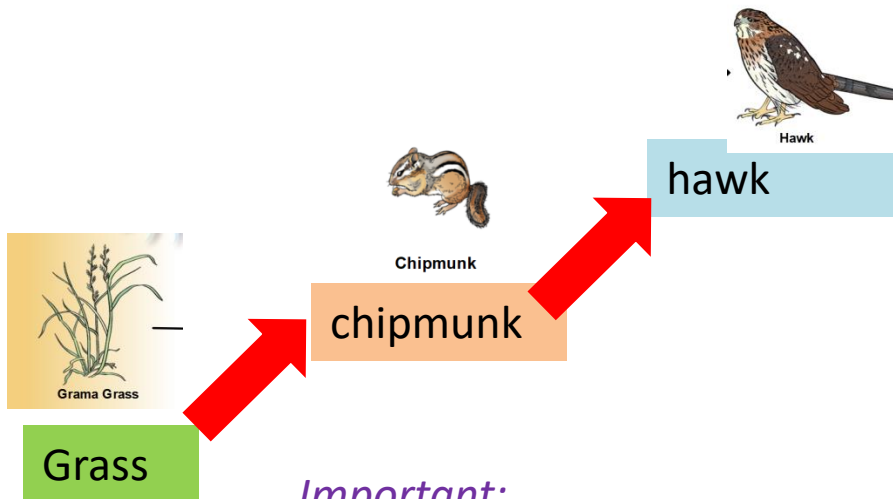 Hawk
hawk
Chipmunk
chipmunk
Grama Grass
Grass
Important: